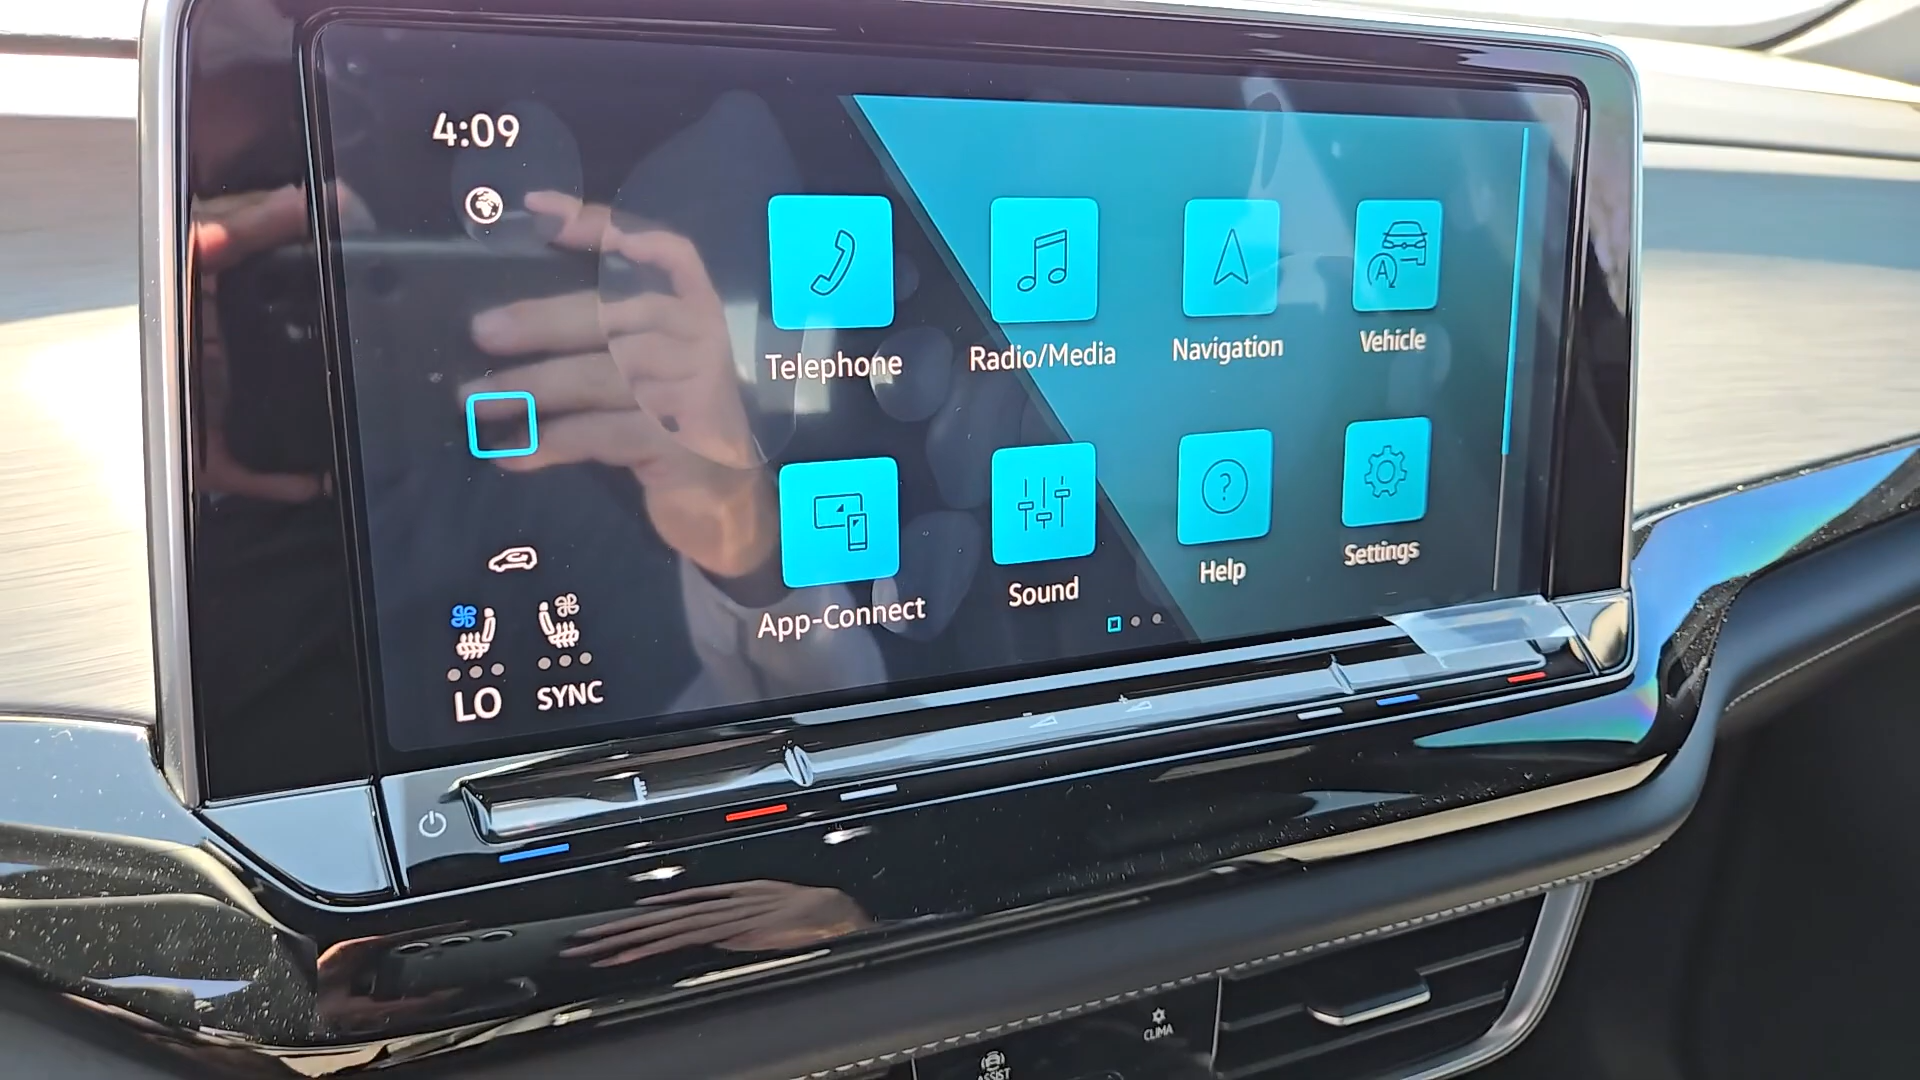 4:09
Telephone
Radio/Media
Navigation
Vehicle
App-Connect
Sound
Help
Settings
LO
SYNC
CLIMA
ASSIST